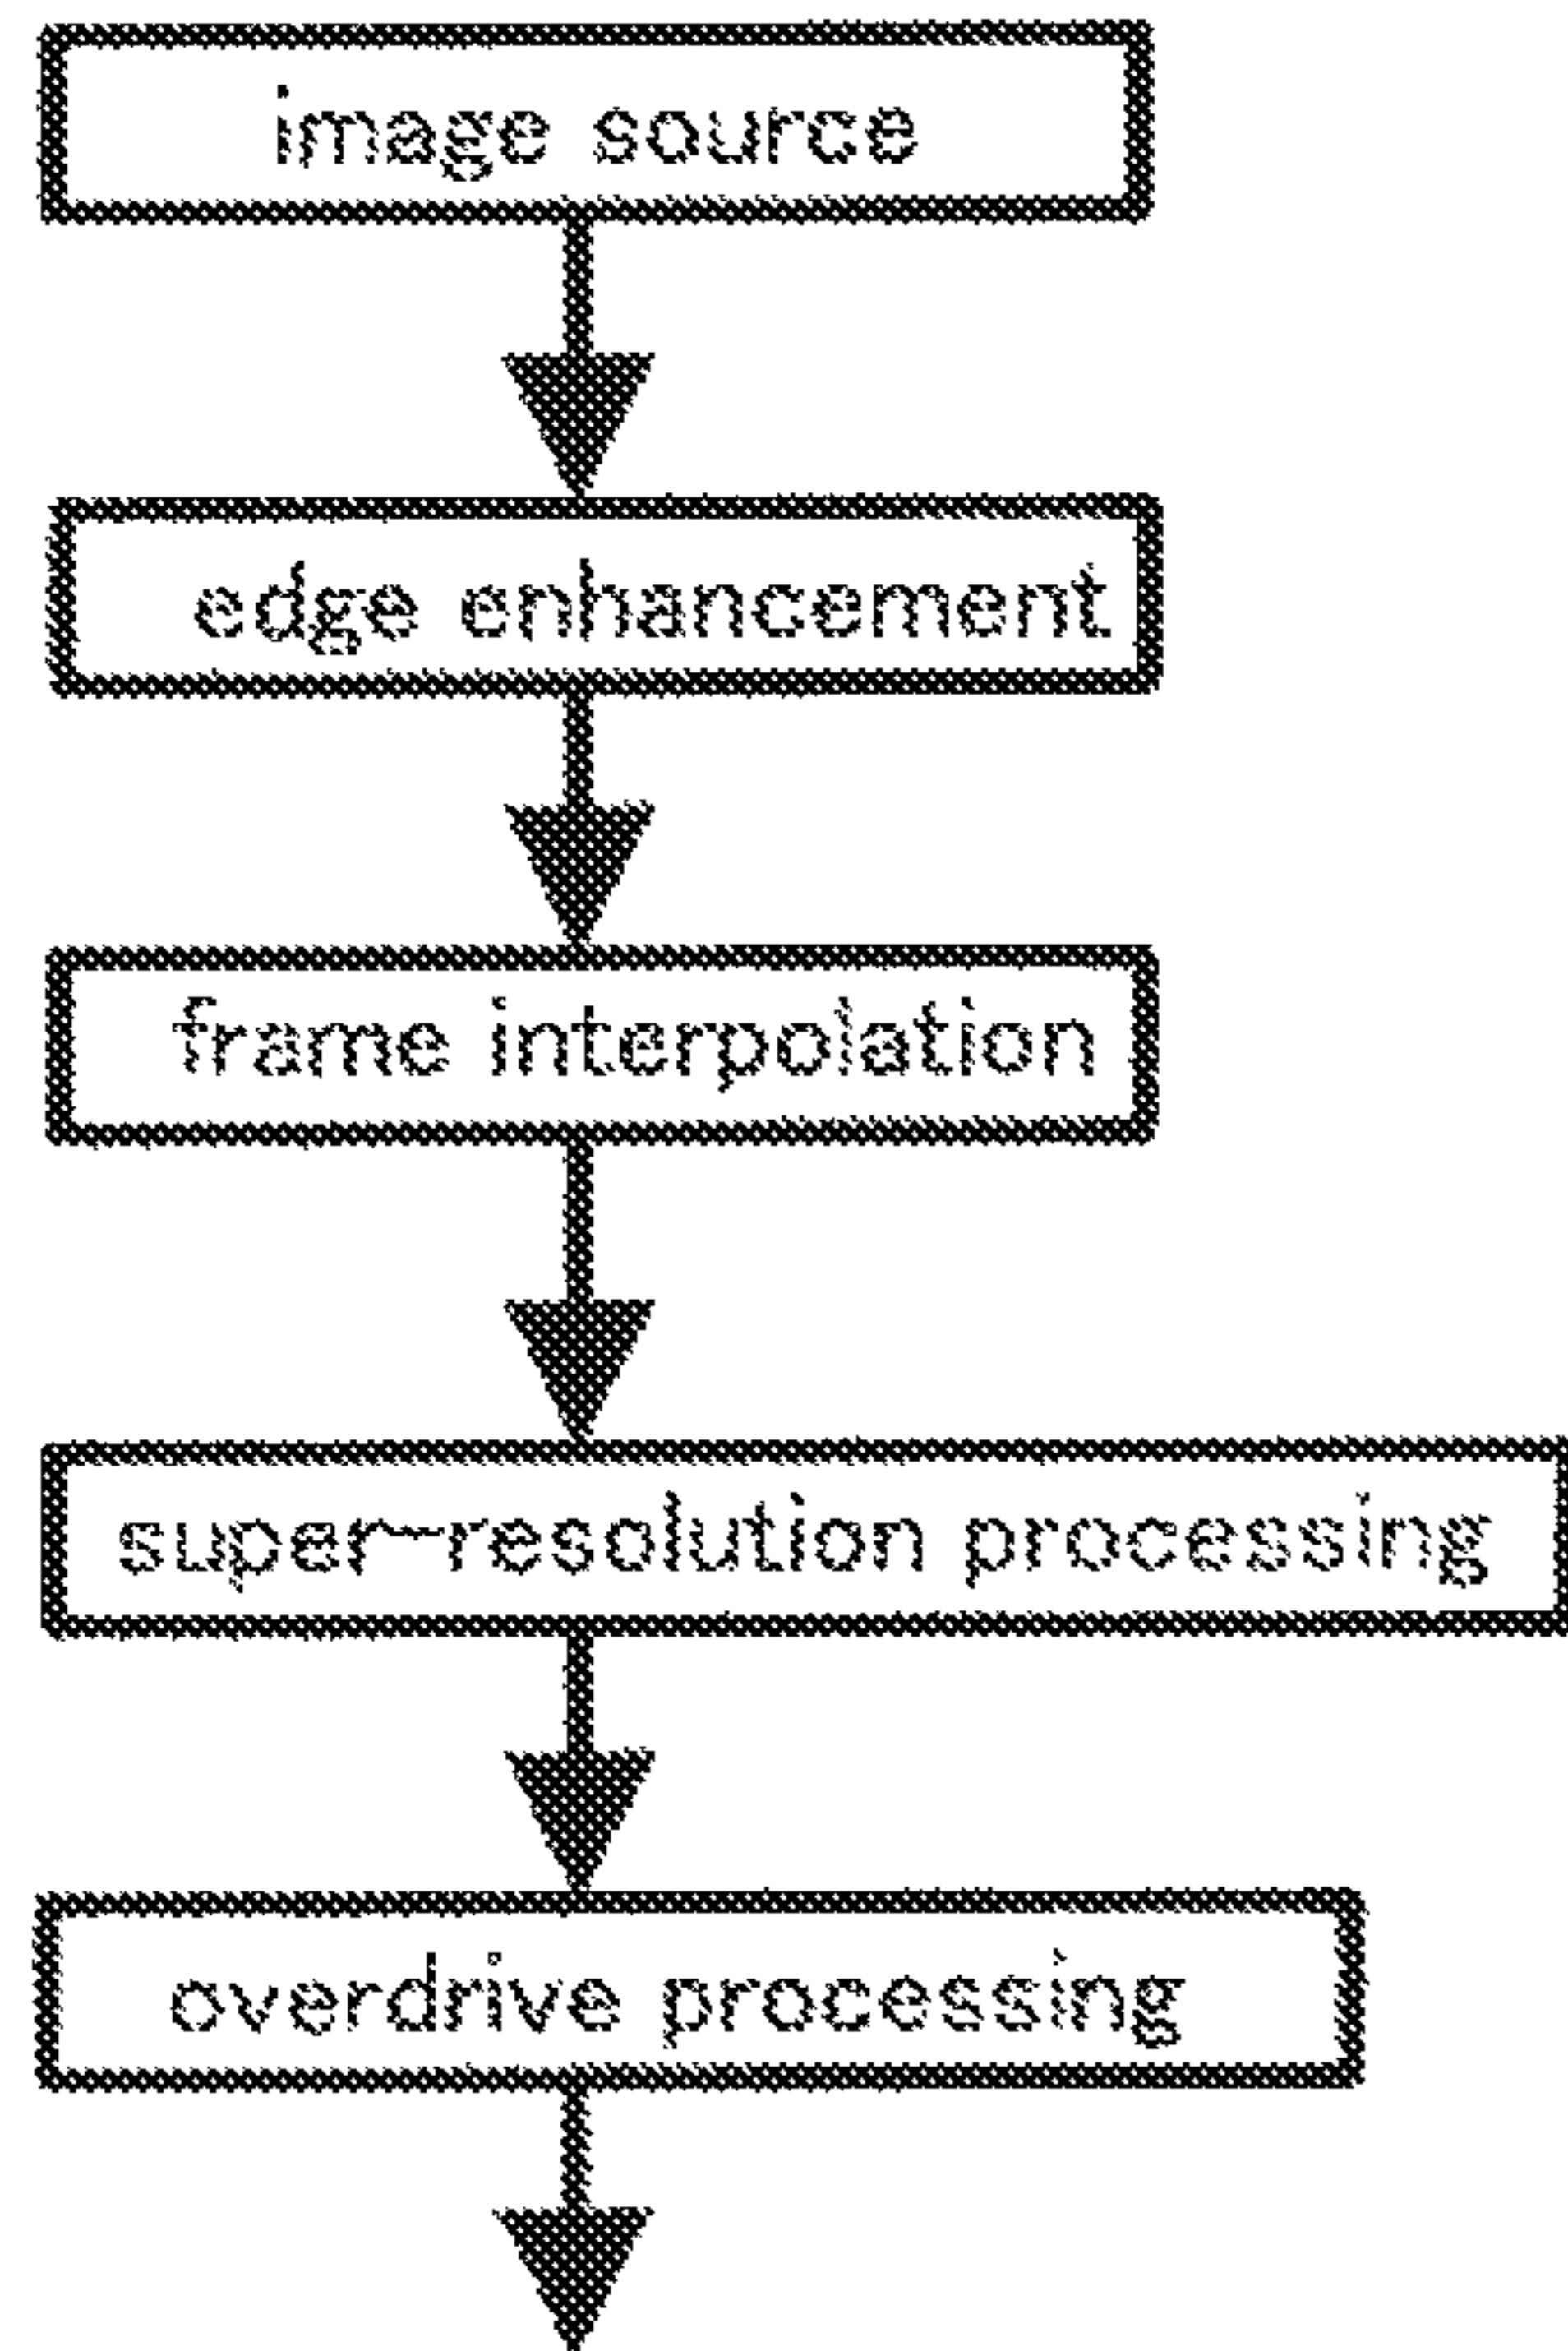 image source
edge enhancement
frame interpolation
super-resolution processing
overdrive processing